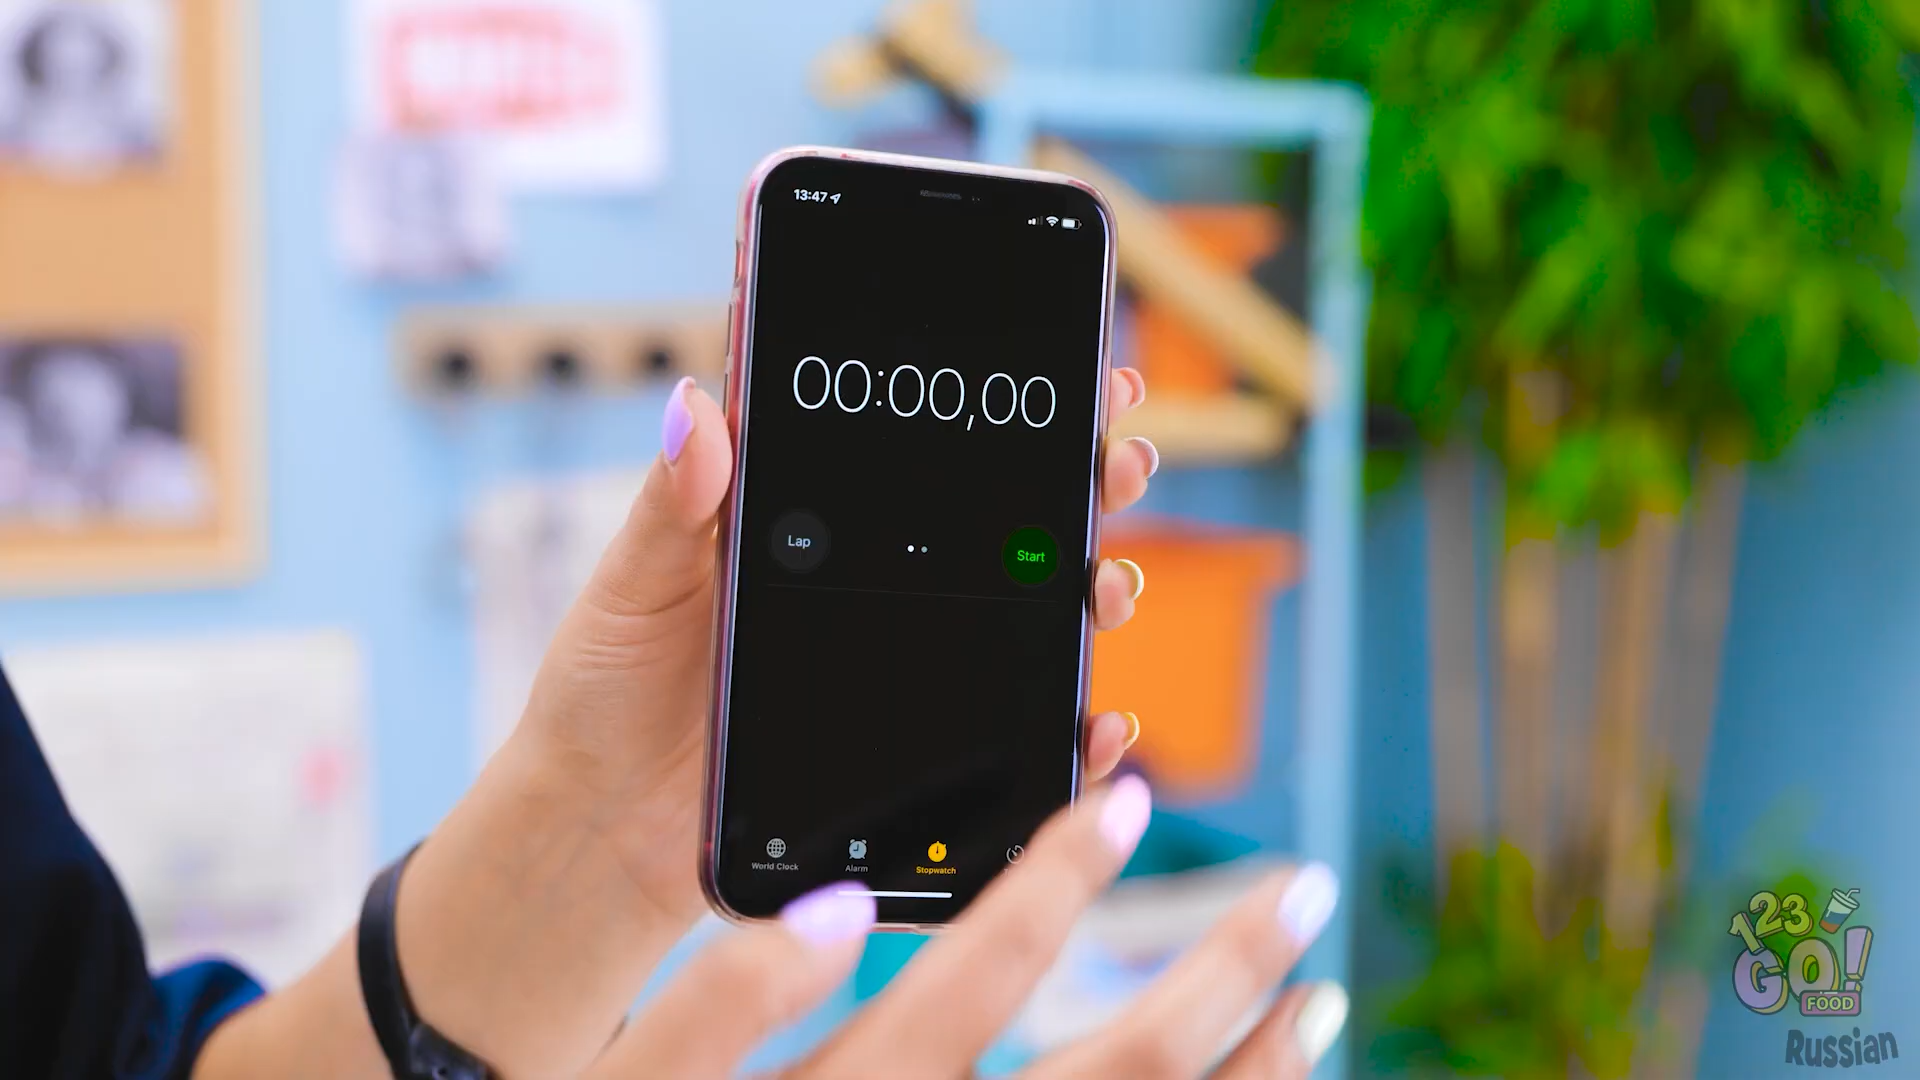 13:47
00:00,00
Lap
Start
World Clock
Alarm
Stopwatch
123
GO!
FOOD
Russian